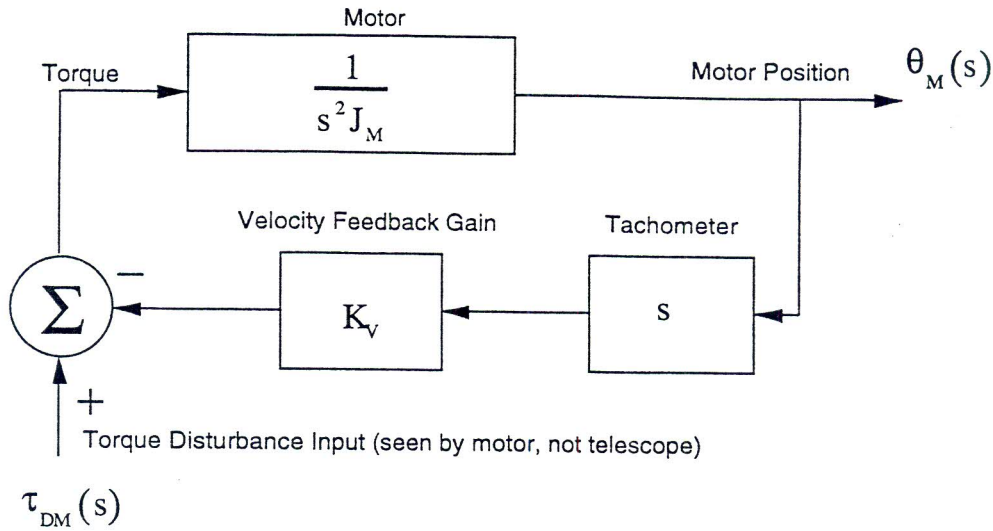 Motor
Torque
1
s²J_M
Motor Position
θ_M(s)
Velocity Feedback Gain
Tachometer
Σ
−
K_V
s
+
Torque Disturbance Input (seen by motor, not telescope)
τ_DM(s)